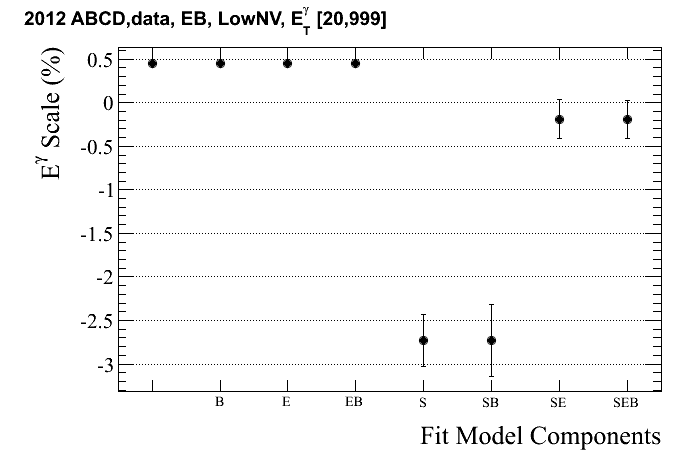 2012 ABCD,data, EB, LowNV, E_T^γ [20,999]
E^γ Scale (%)
0.5
0
-0.5
-1
-1.5
-2
-2.5
-3
B E EB S SB SE SEB
Fit Model Components